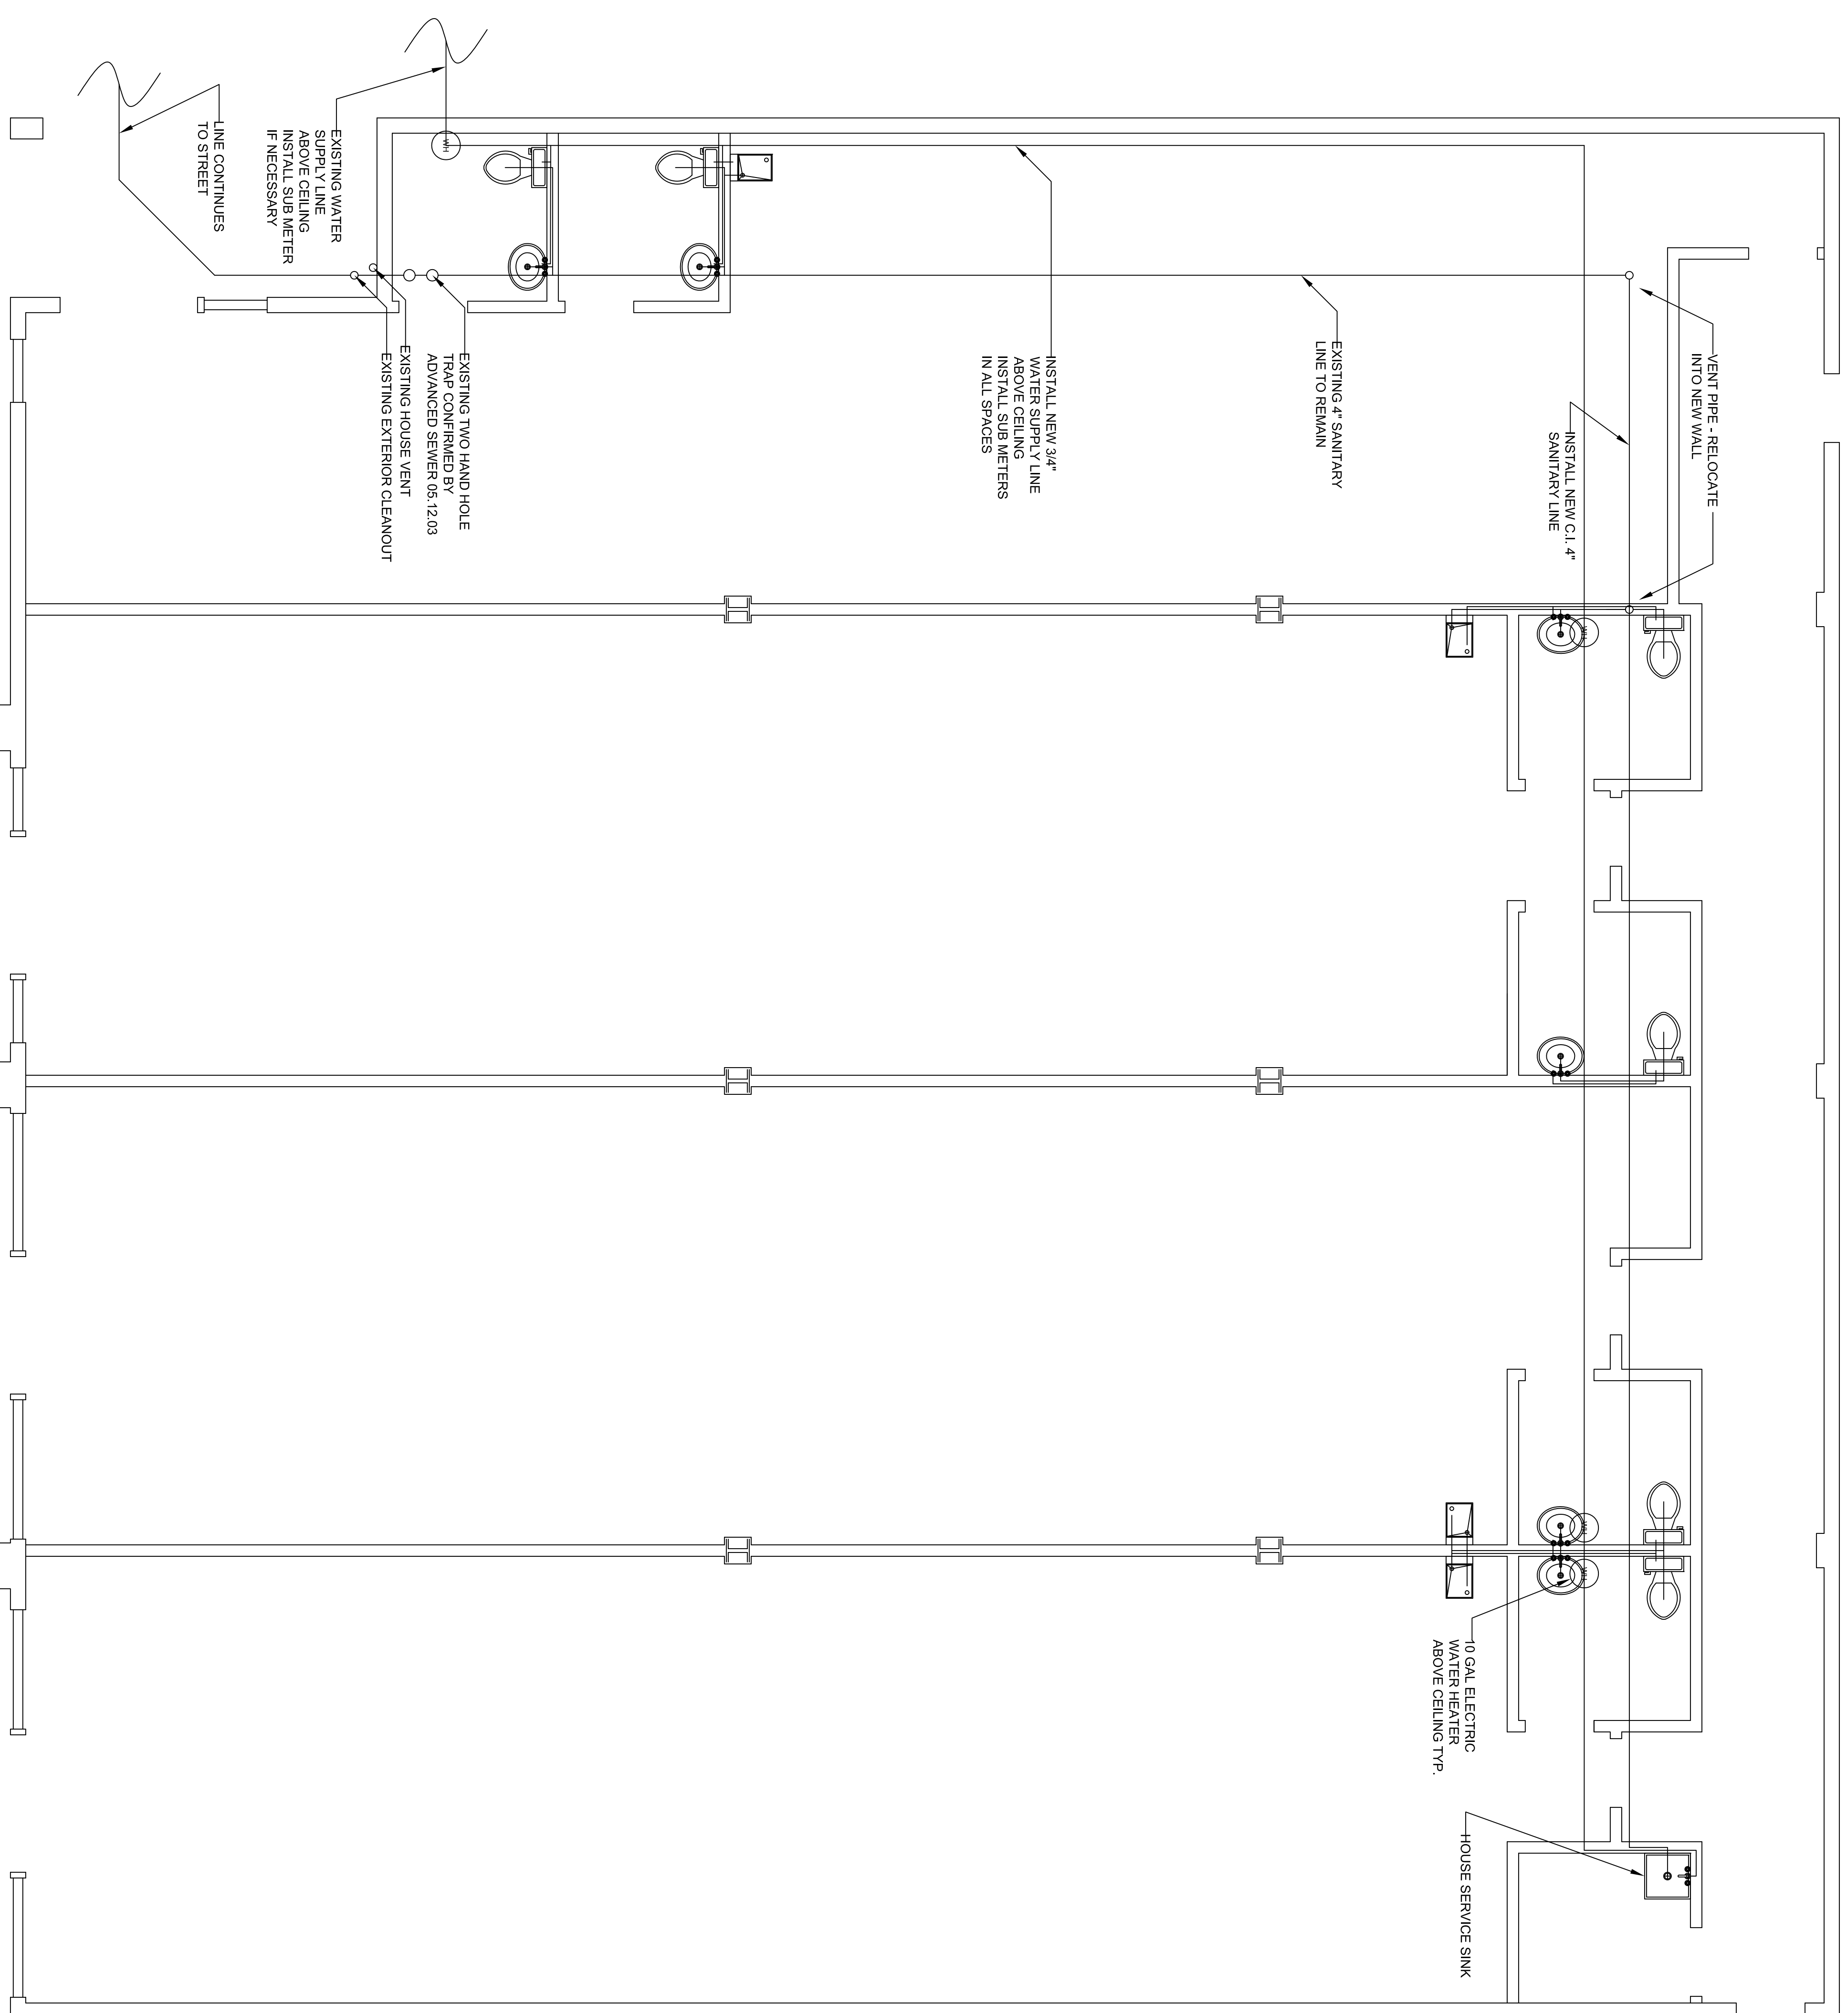 LINE CONTINUES
TO STREET
EXISTING WATER
SUPPLY LINE
ABOVE CEILING
INSTALL SUB METER
IF NECESSARY
WH
EXISTING TWO HAND HOLE
TRAP CONFIRMED BY
ADVANCED SEWER 05.12.03
EXISTING HOUSE VENT
EXISTING EXTERIOR CLEANOUT
INSTALL NEW 3/4"
WATER SUPPLY LINE
ABOVE CEILING
INSTALL SUB METERS
IN ALL SPACES
EXISTING 4" SANITARY
LINE TO REMAIN
VENT PIPE - RELOCATE
INTO NEW WALL
INSTALL NEW C.I. 4"
SANITARY LINE
WH
WH
WH
10 GAL ELECTRIC
WATER HEATER
ABOVE CEILING TYP.
HOUSE SERVICE SINK